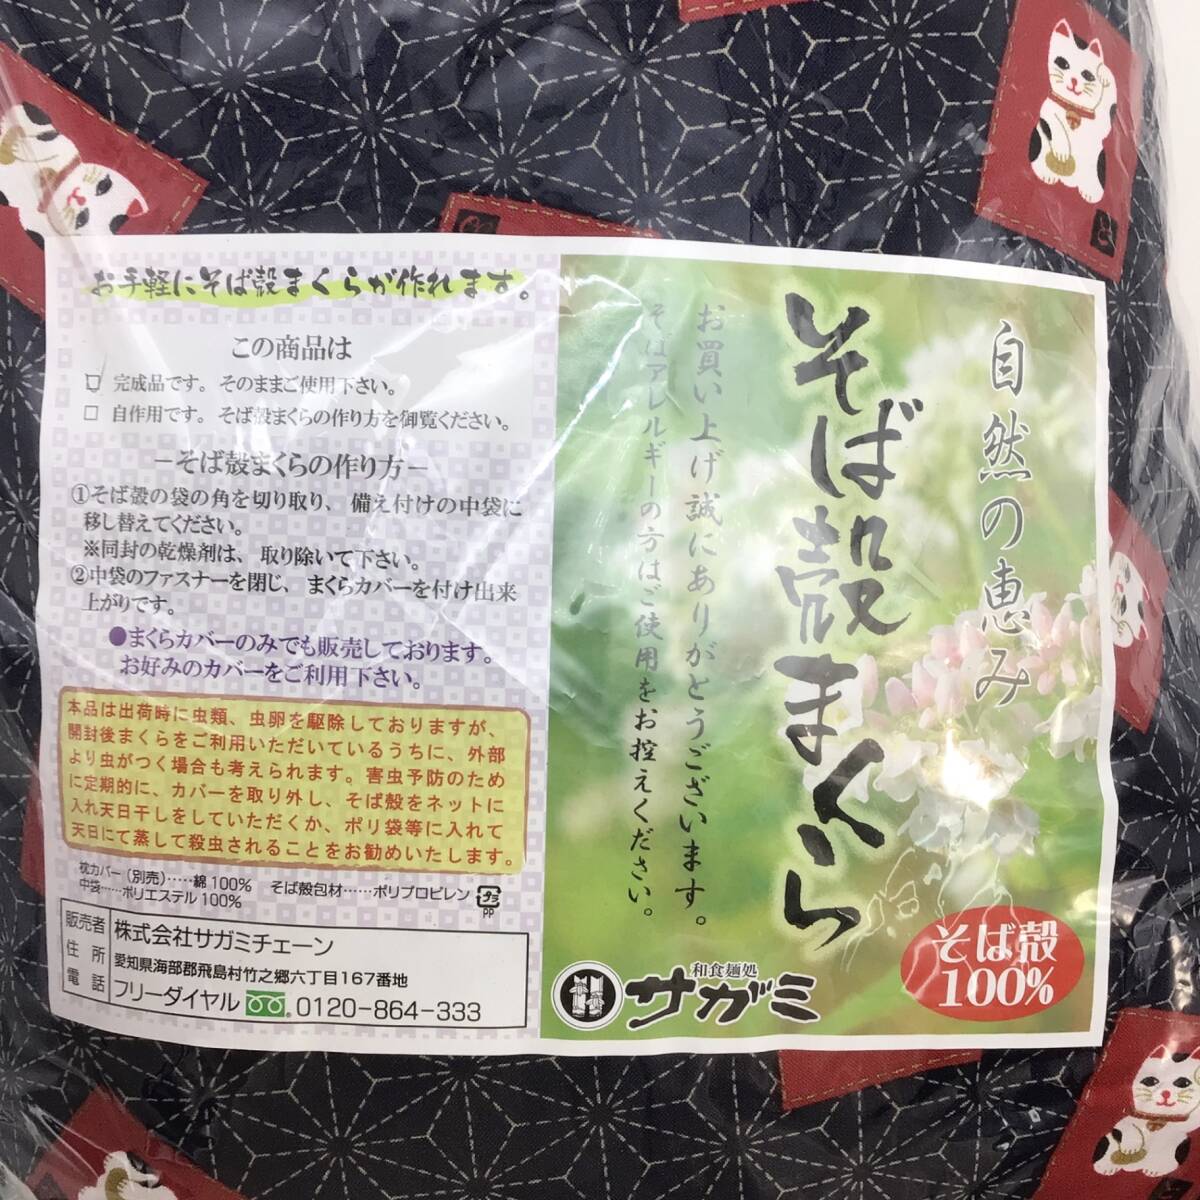 お手軽にそば殻まくらが作れます。
この商品は
□ 完成品です。そのままご使用下さい。
□ 自作用です。そば殻まくらの作り方を御覧ください。
－そば殻まくらの作り方－
①そば殻の袋の角を切り取り、備え付けの中袋に
移し替えてください。
※同封の乾燥剤は、取り除いて下さい。
②中袋のファスナーを閉じ、まくらカバーを付け出来
上がりです。
●まくらカバーのみでも販売しております。
お好みのカバーをご利用下さい。
本品は出荷時に虫類、虫卵を駆除しておりますが、
開封後まくらをご利用いただいているうちに、外部
より虫がつく場合も考えられます。害虫予防のため
に定期的に、カバーを取り外し、そば殻をネットに
入れ天日干しをしていただくか、ポリ袋等に入れて
天日にて蒸して殺虫されることをお勧めいたします。
枕カバー（別売）……綿100%　そば殻包材……ポリプロピレン
中袋……ポリエステル100%
プラ
PP
販売者 株式会社サガミチェーン
住所 愛知県海部郡飛島村竹之郷六丁目167番地
電話 フリーダイヤル 0120-864-333
自然の恵み
そば殻まくら
お買い上げ誠にありがとうございます。
そばアレルギーの方はご使用をお控えください。
そば殻
100%
和食麺処
サガミ